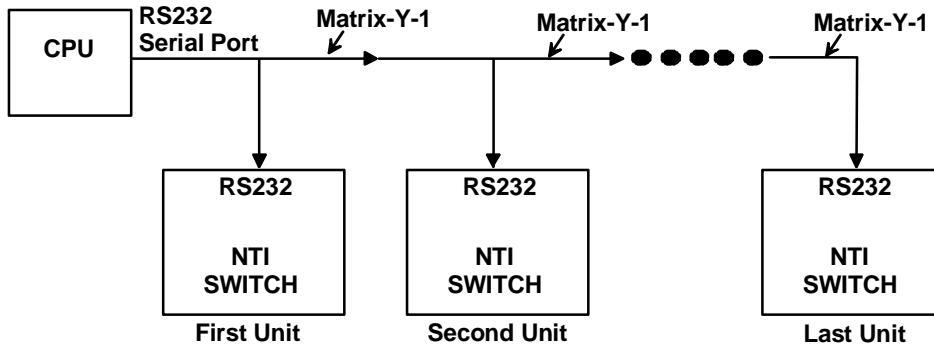 RS232
Serial Port
CPU
Matrix-Y-1
Matrix-Y-1
Matrix-Y-1
RS232
NTI
SWITCH
First Unit
RS232
NTI
SWITCH
Second Unit
RS232
NTI
SWITCH
Last Unit